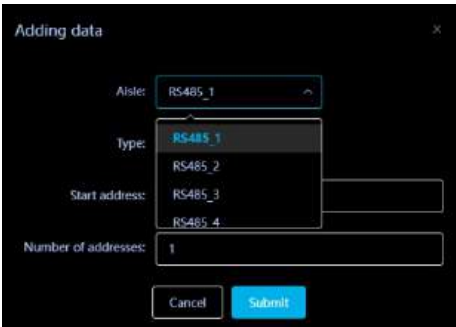 Adding data ×
Aisle: RS485_1
Type: RS485_1
RS485_2
Start address: RS485_3
RS485_4
Number of addresses: 1
Cancel Submit